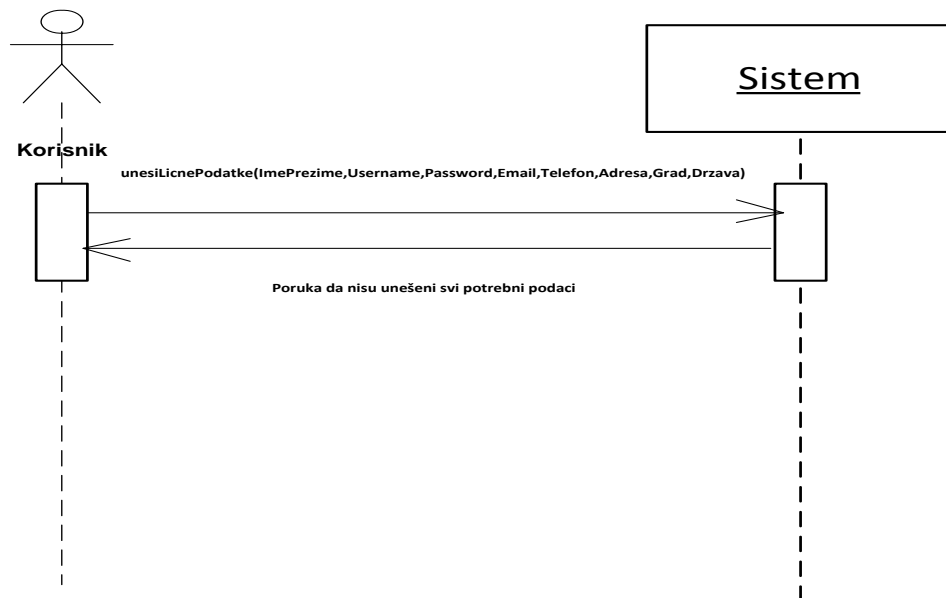 Sistem
Korisnik
unesiLicnePodatke(ImePrezime,Username,Password,Email,Telefon,Adresa,Grad,Drzava)
Poruka da nisu unešeni svi potrebni podaci